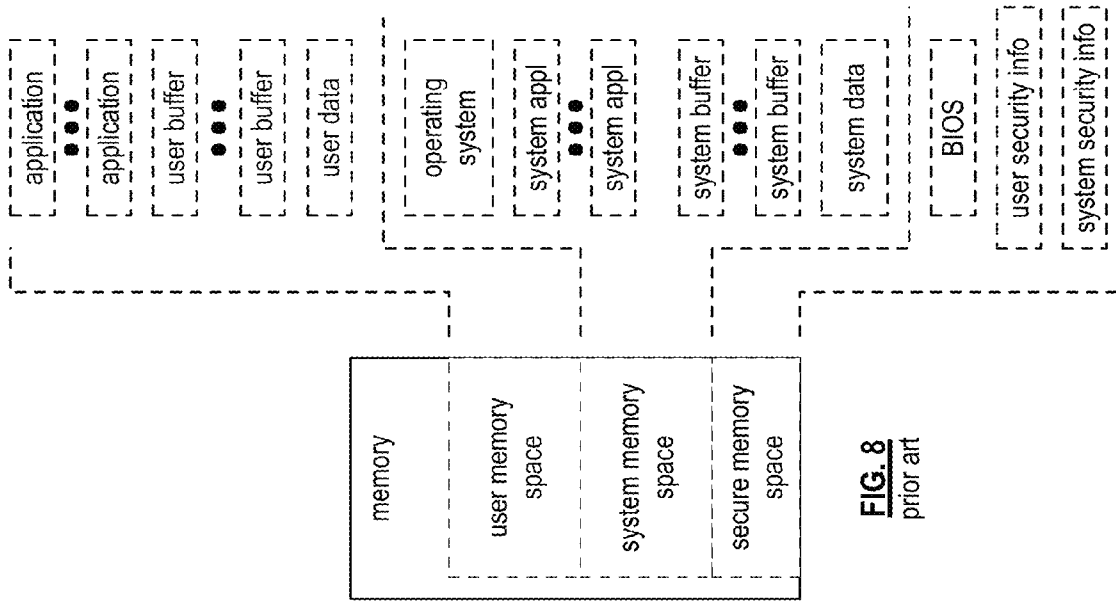 memory
user memory
space
system memory
space
secure memory
space
application
application
user buffer
user buffer
user data
operating
system
system appl
system appl
system buffer
system buffer
system data
BIOS
user security info
system security info
FIG. 8
prior art